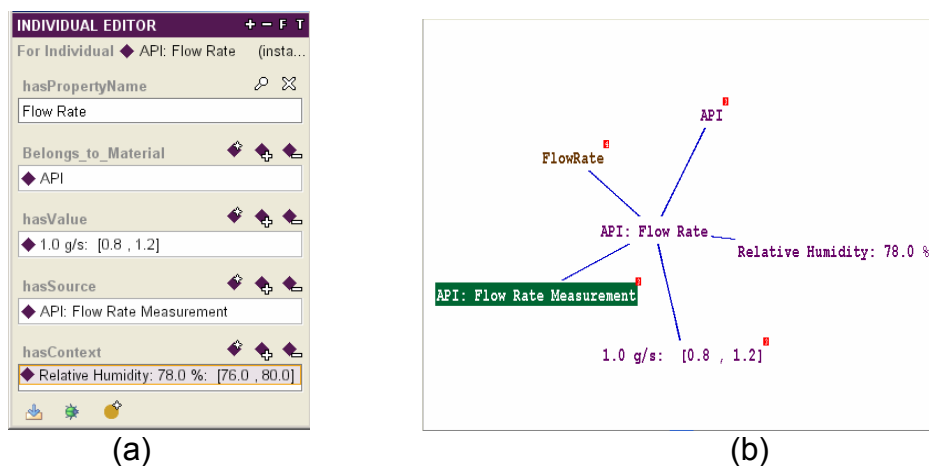 INDIVIDUAL EDITOR + − F T
For Individual API: Flow Rate (insta...
hasPropertyName
Flow Rate
Belongs_to_Material
API
hasValue
1.0 g/s: [0.8 , 1.2]
hasSource
API: Flow Rate Measurement
hasContext
Relative Humidity: 78.0 %: [76.0 , 80.0]
(a)
API
FlowRate
API: Flow Rate
Relative Humidity: 78.0 %
API: Flow Rate Measurement
1.0 g/s: [0.8 , 1.2]
(b)